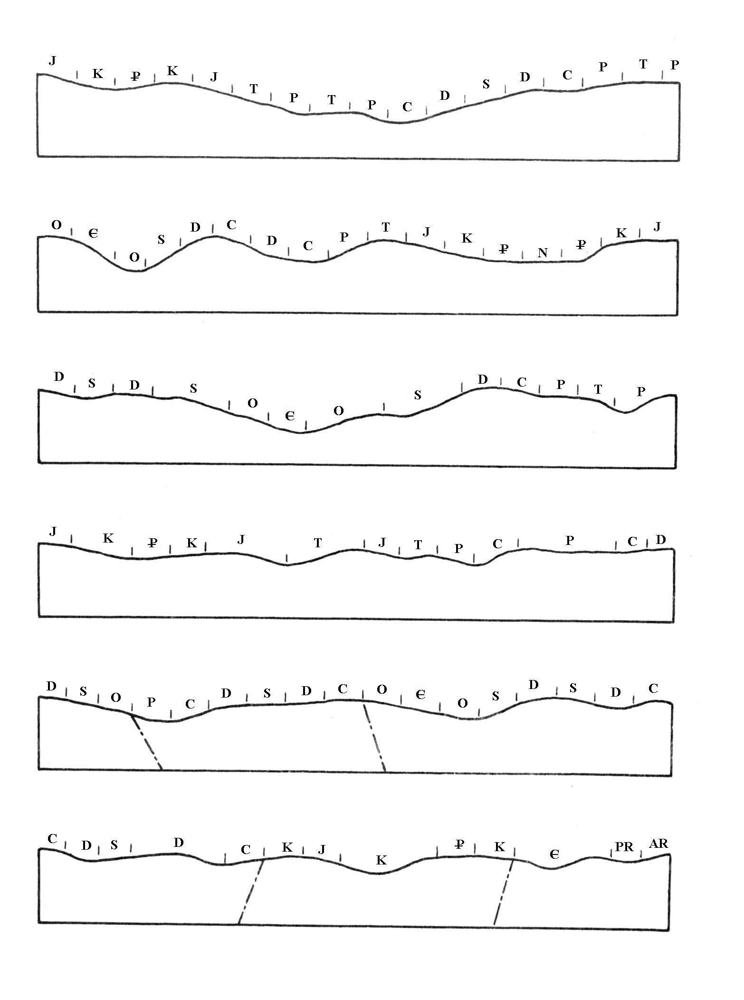 J K ₽ K J T P T P C D S D C P T P
O Є O S D C D C P T J K ₽ N ₽ K J
D S D S O Є O S D C P T P
J K ₽ K J T J T P C P C D
D S O P C D S D C O Є O S D S D C
C D S D C K J K ₽ K Є PR AR